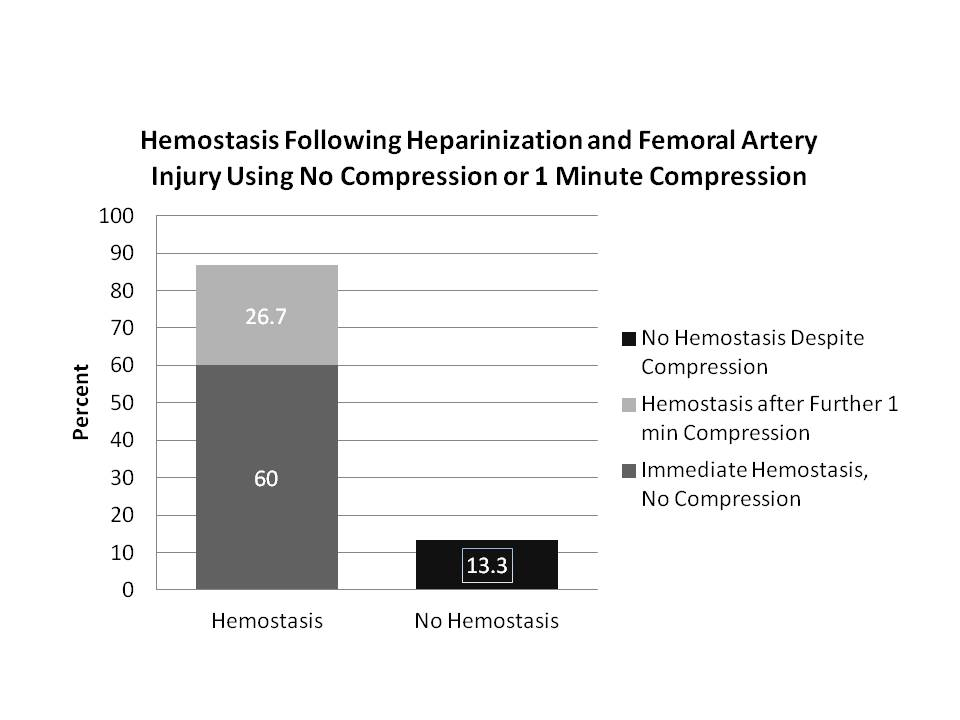 Hemostasis Following Heparinization and Femoral Artery
Injury Using No Compression or 1 Minute Compression
Percent
100
90
80
70
60
50
40
30
20
10
0
26.7
60
13.3
Hemostasis
No Hemostasis
No Hemostasis Despite
Compression
Hemostasis after Further 1
min Compression
Immediate Hemostasis,
No Compression